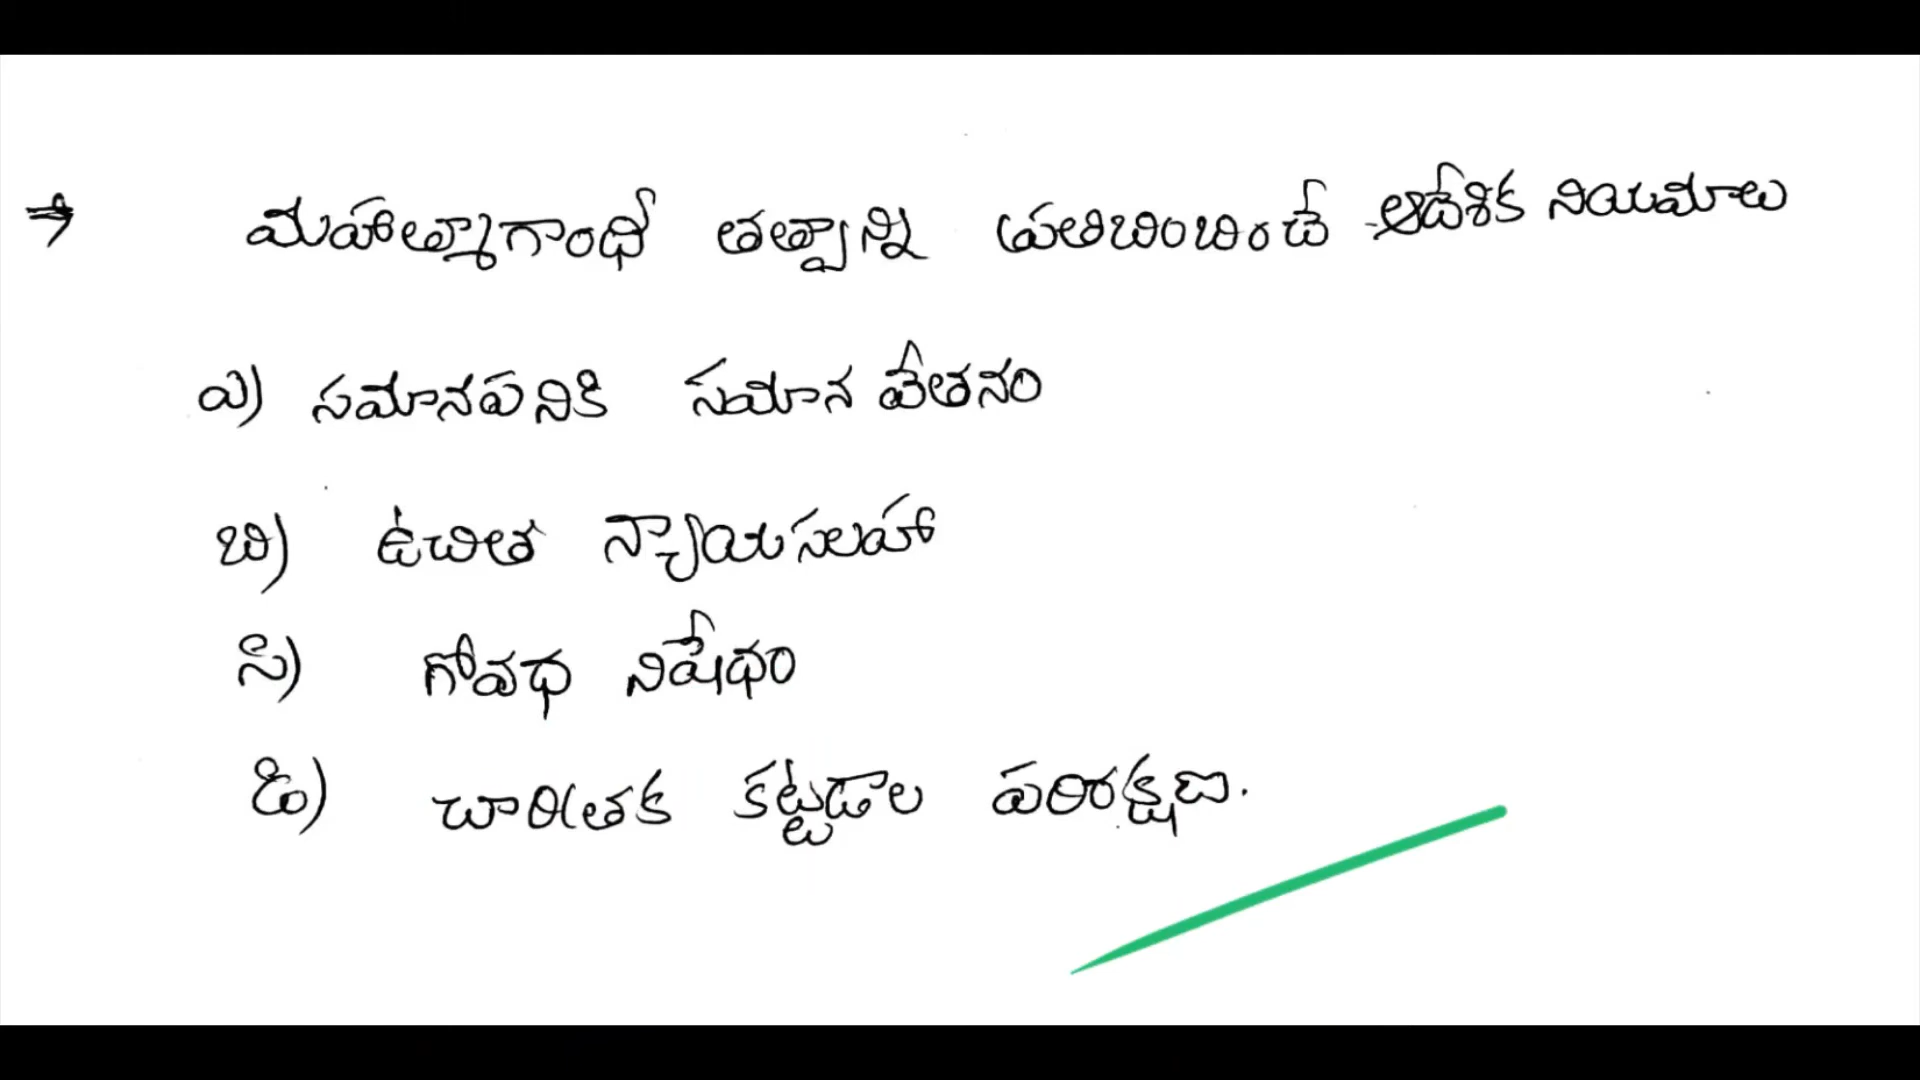 ⇒ మహాత్మాగాంధీ తత్వాన్ని ప్రతిబింబించే ఆదేశిక నియమాలు
ఎ) సమానపనికి సమాన వేతనం
బి) ఉచిత న్యాయసలహా
సి) గోవధ నిషేధం
డి) చారిత్రక కట్టడాల పరిరక్షణ.